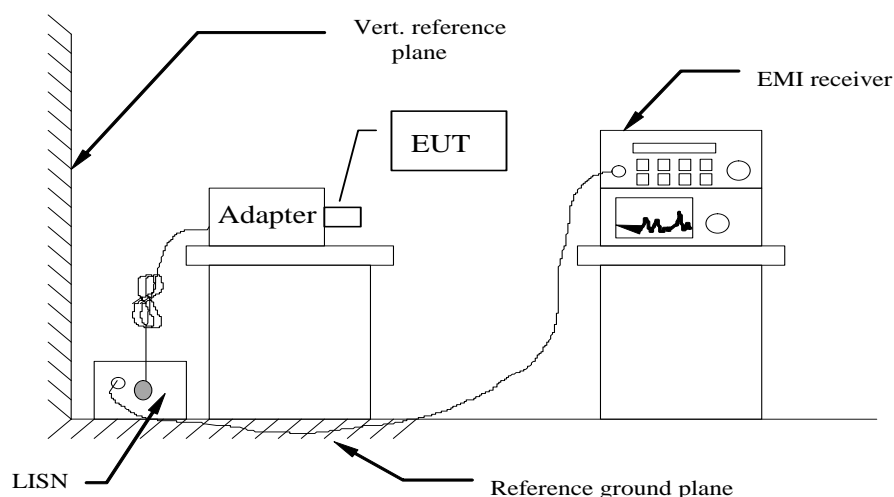 Vert. reference
plane
EMI receiver
EUT
Adapter
LISN
Reference ground plane